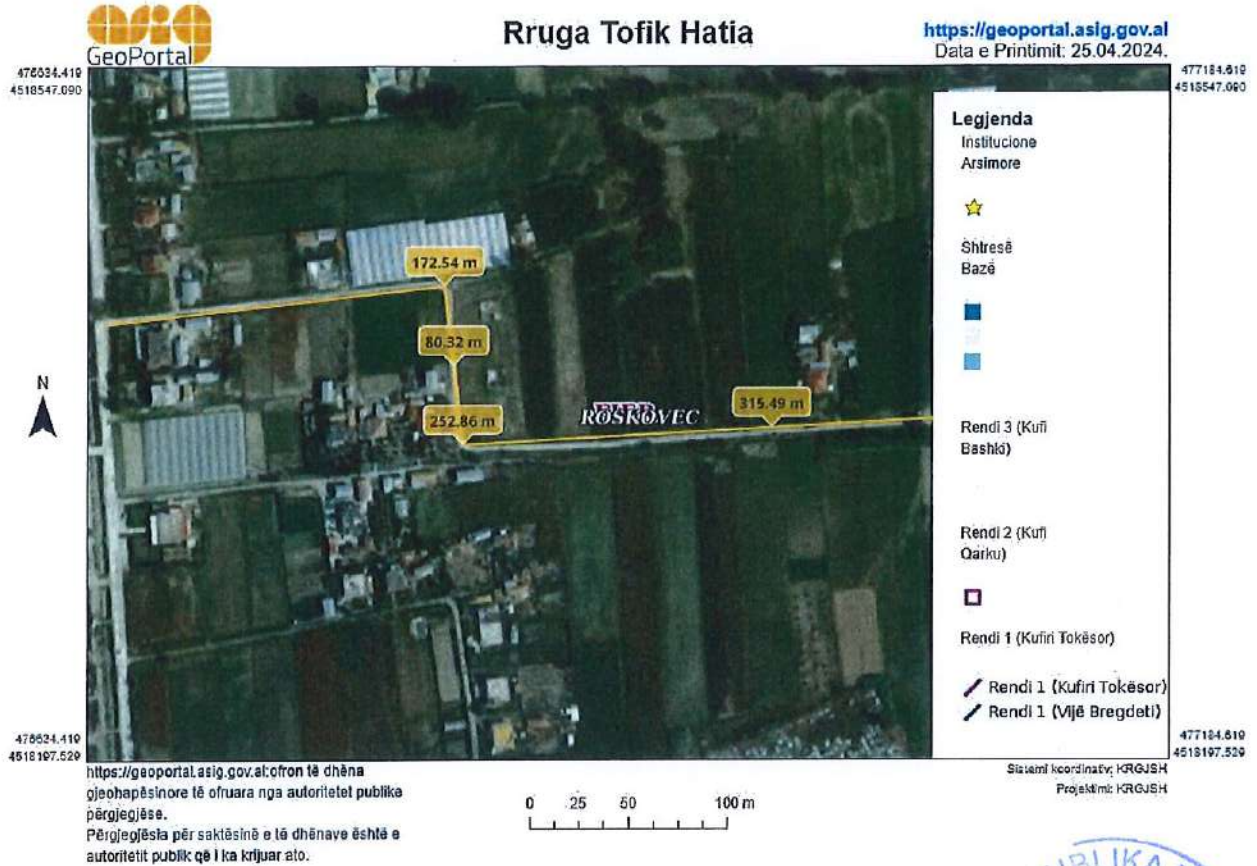 asig
GeoPortal
Rruga Tofik Hatia
https://geoportal.asig.gov.al
Data e Printimit: 25.04.2024.
476634.419
4518547.090
477184.619
4518547.090
Legjenda
Institucione
Arsimore
Shtresë
Bazë
172.54 m
80.32 m
N
252.86 m
ROSKOVEC
315.49 m
Rendi 3 (Kufi
Bashki)
Rendi 2 (Kufi
Qarku)
Rendi 1 (Kufiri Tokësor)
Rendi 1 (Kufiri Tokësor)
Rendi 1 (Vijë Bregdeti)
476634.419
4518197.529
477184.619
4518197.529
https://geoportal.asig.gov.al:ofron të dhëna
gjeohapësinore të ofruara nga autoritetet publike
përgjegjëse.
Përgjegjësia për saktësinë e të dhënave është e
autoritetit publik që i ka krijuar ato.
0 25 50 100 m
Sistemi koordinativ: KRGJSH
Projeksioni: KRGJSH